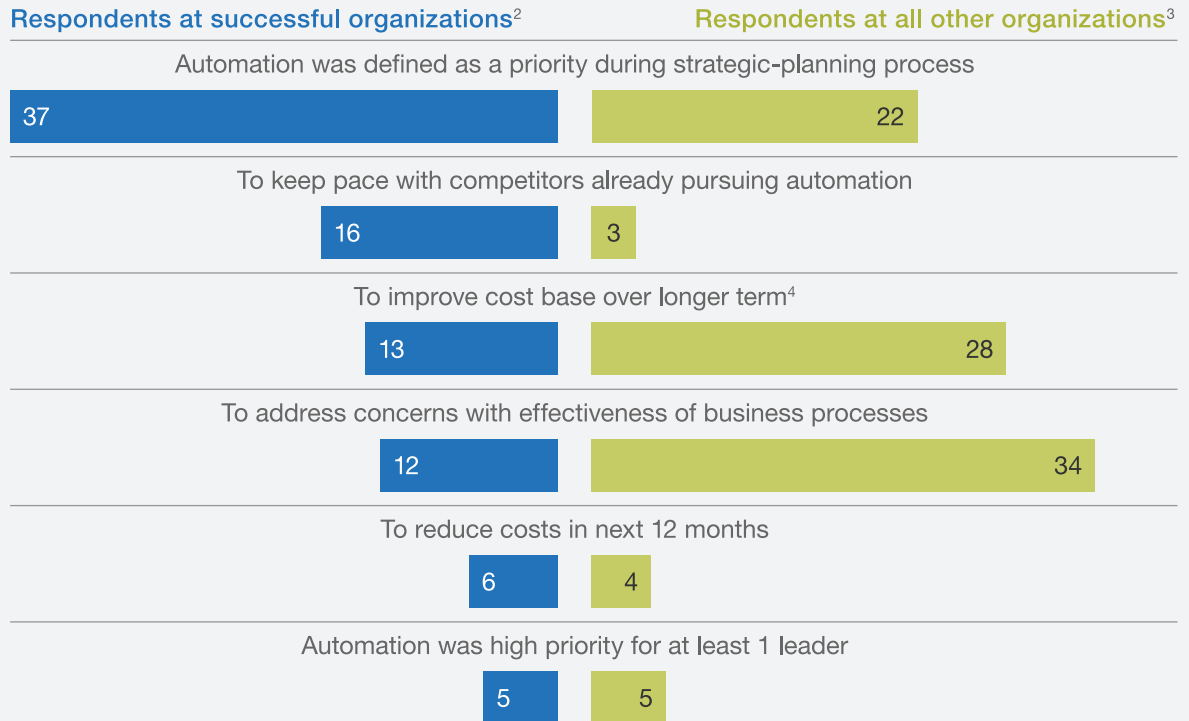 Respondents at successful organizations² Respondents at all other organizations³
Automation was defined as a priority during strategic-planning process
37 22
To keep pace with competitors already pursuing automation
16 3
To improve cost base over longer term⁴
13 28
To address concerns with effectiveness of business processes
12 34
To reduce costs in next 12 months
6 4
Automation was high priority for at least 1 leader
5 5